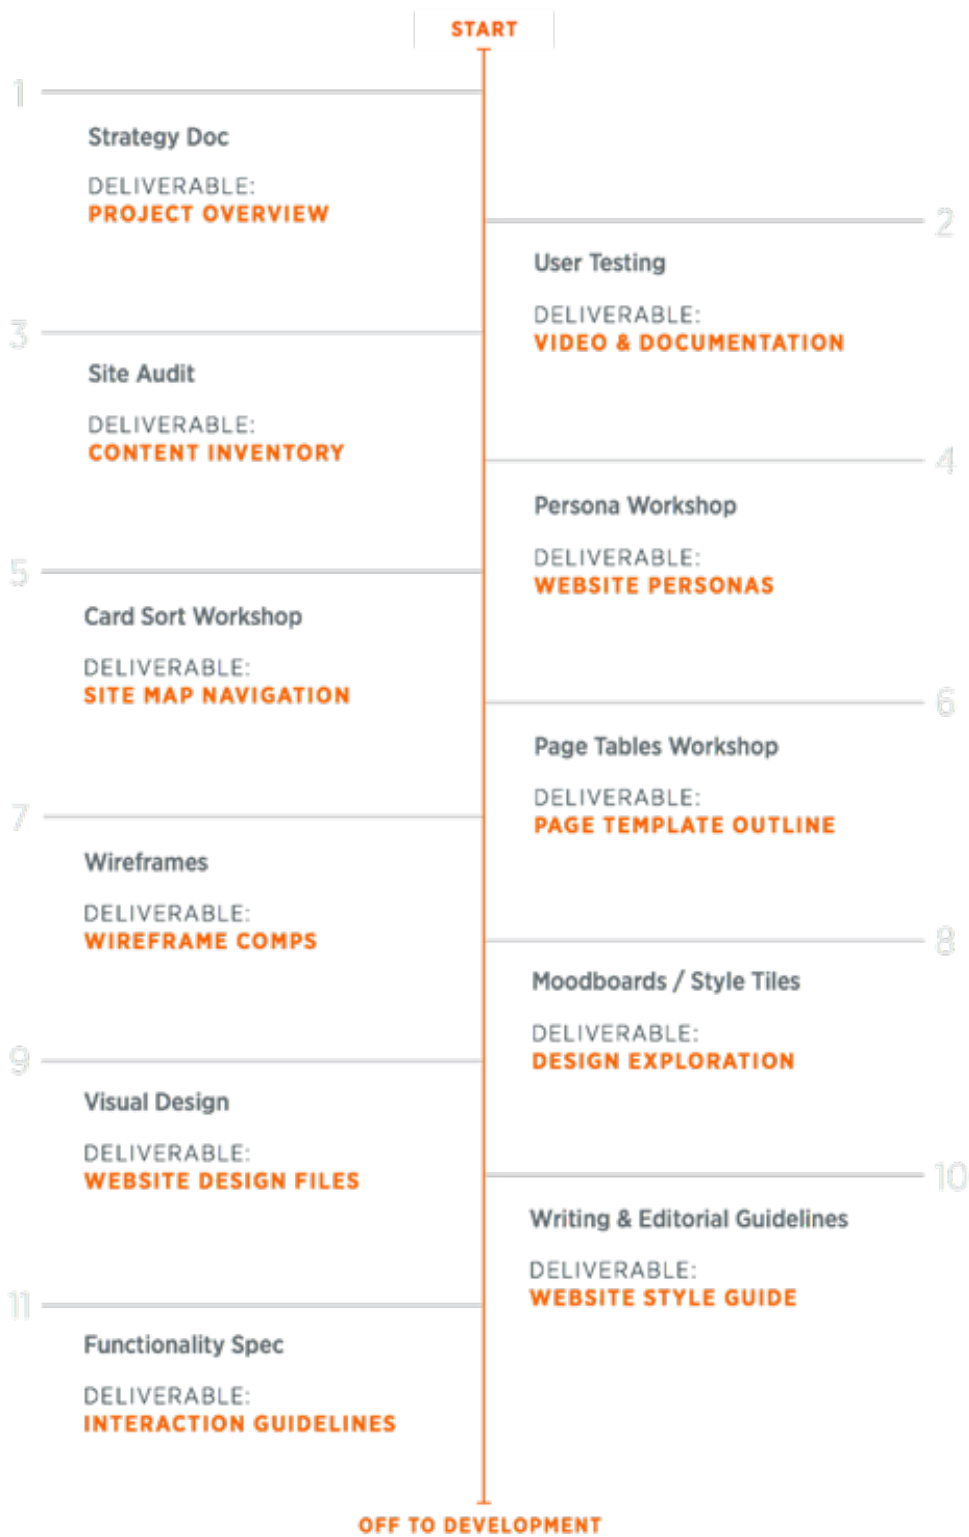 START
1
Strategy Doc
DELIVERABLE:
PROJECT OVERVIEW
2
User Testing
DELIVERABLE:
VIDEO & DOCUMENTATION
3
Site Audit
DELIVERABLE:
CONTENT INVENTORY
4
Persona Workshop
DELIVERABLE:
WEBSITE PERSONAS
5
Card Sort Workshop
DELIVERABLE:
SITE MAP NAVIGATION
6
Page Tables Workshop
DELIVERABLE:
PAGE TEMPLATE OUTLINE
7
Wireframes
DELIVERABLE:
WIREFRAME COMPS
8
Moodboards / Style Tiles
DELIVERABLE:
DESIGN EXPLORATION
9
Visual Design
DELIVERABLE:
WEBSITE DESIGN FILES
10
Writing & Editorial Guidelines
DELIVERABLE:
WEBSITE STYLE GUIDE
11
Functionality Spec
DELIVERABLE:
INTERACTION GUIDELINES
OFF TO DEVELOPMENT